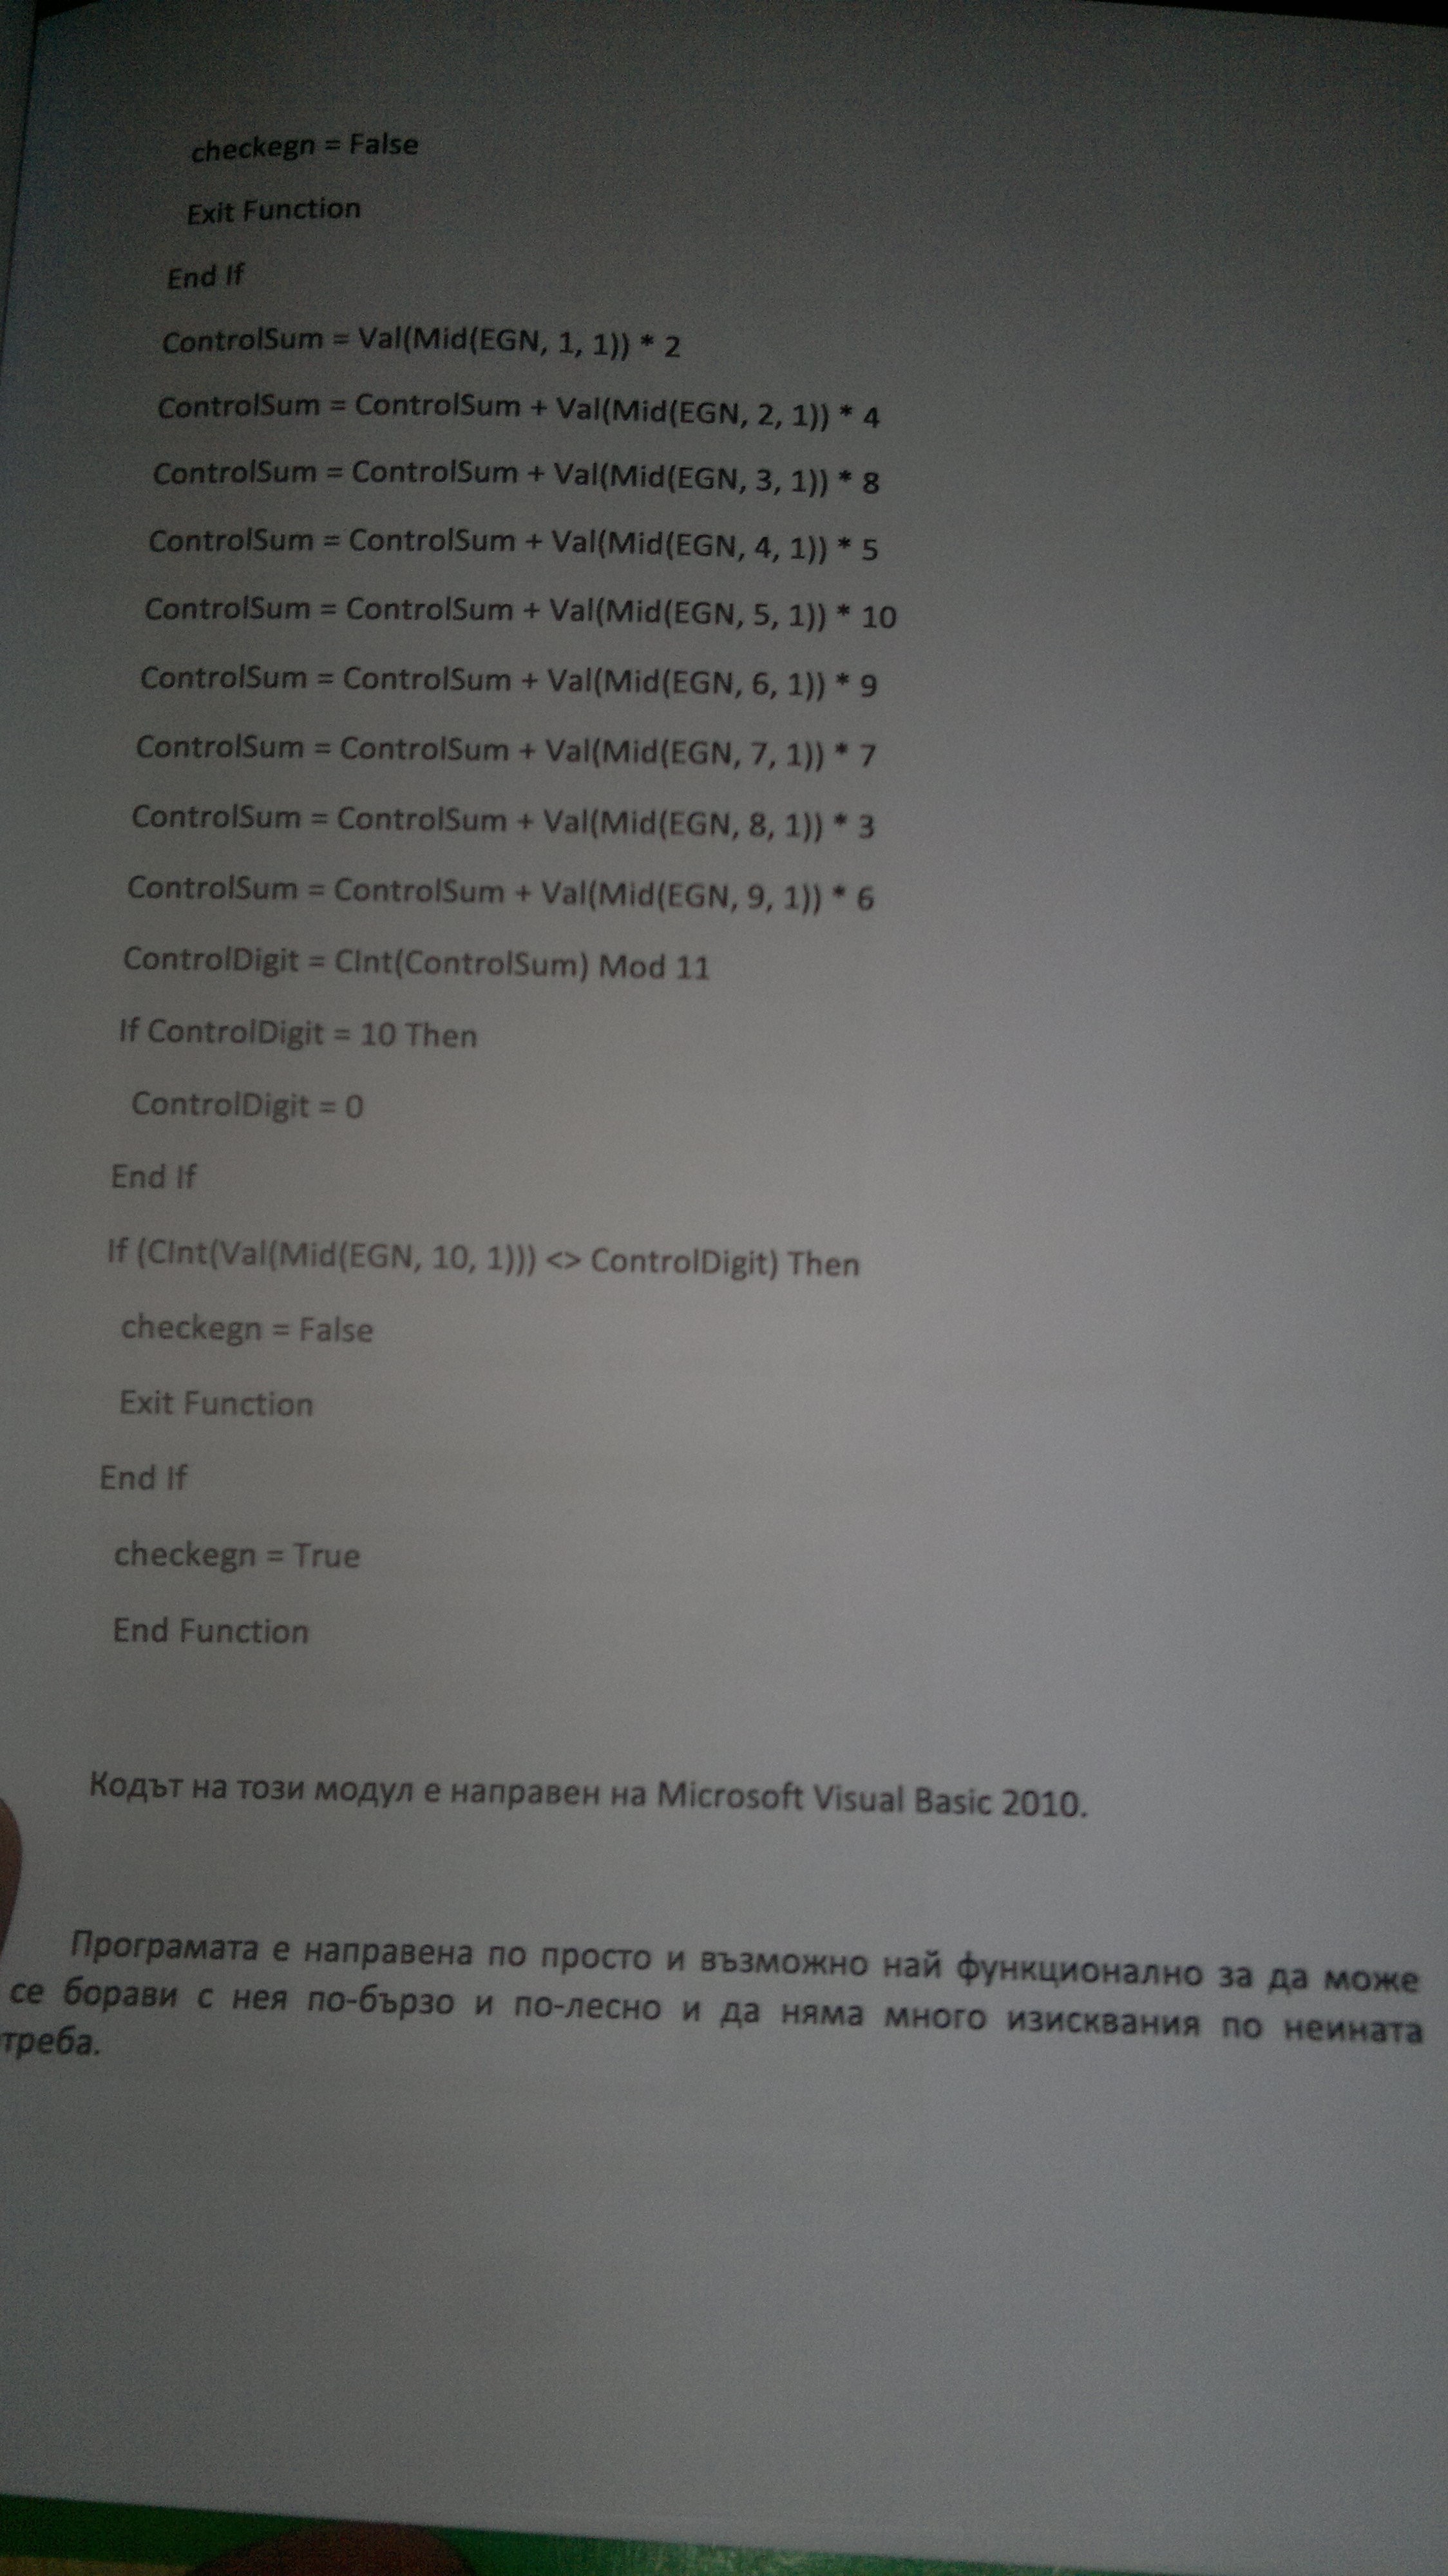 checkegn = False
Exit Function
End If
ControlSum = Val(Mid(EGN, 1, 1)) * 2
ControlSum = ControlSum + Val(Mid(EGN, 2, 1)) * 4
ControlSum = ControlSum + Val(Mid(EGN, 3, 1)) * 8
ControlSum = ControlSum + Val(Mid(EGN, 4, 1)) * 5
ControlSum = ControlSum + Val(Mid(EGN, 5, 1)) * 10
ControlSum = ControlSum + Val(Mid(EGN, 6, 1)) * 9
ControlSum = ControlSum + Val(Mid(EGN, 7, 1)) * 7
ControlSum = ControlSum + Val(Mid(EGN, 8, 1)) * 3
ControlSum = ControlSum + Val(Mid(EGN, 9, 1)) * 6
ControlDigit = CInt(ControlSum) Mod 11
If ControlDigit = 10 Then
ControlDigit = 0
End If
If (CInt(Val(Mid(EGN, 10, 1))) <> ControlDigit) Then
checkegn = False
Exit Function
End If
checkegn = True
End Function
Кодът на този модул е направен на Microsoft Visual Basic 2010.
Програмата е направена по просто и възможно най функционално за да може
се борави с нея по-бързо и по-лесно и да няма много изисквания по неината
треба.